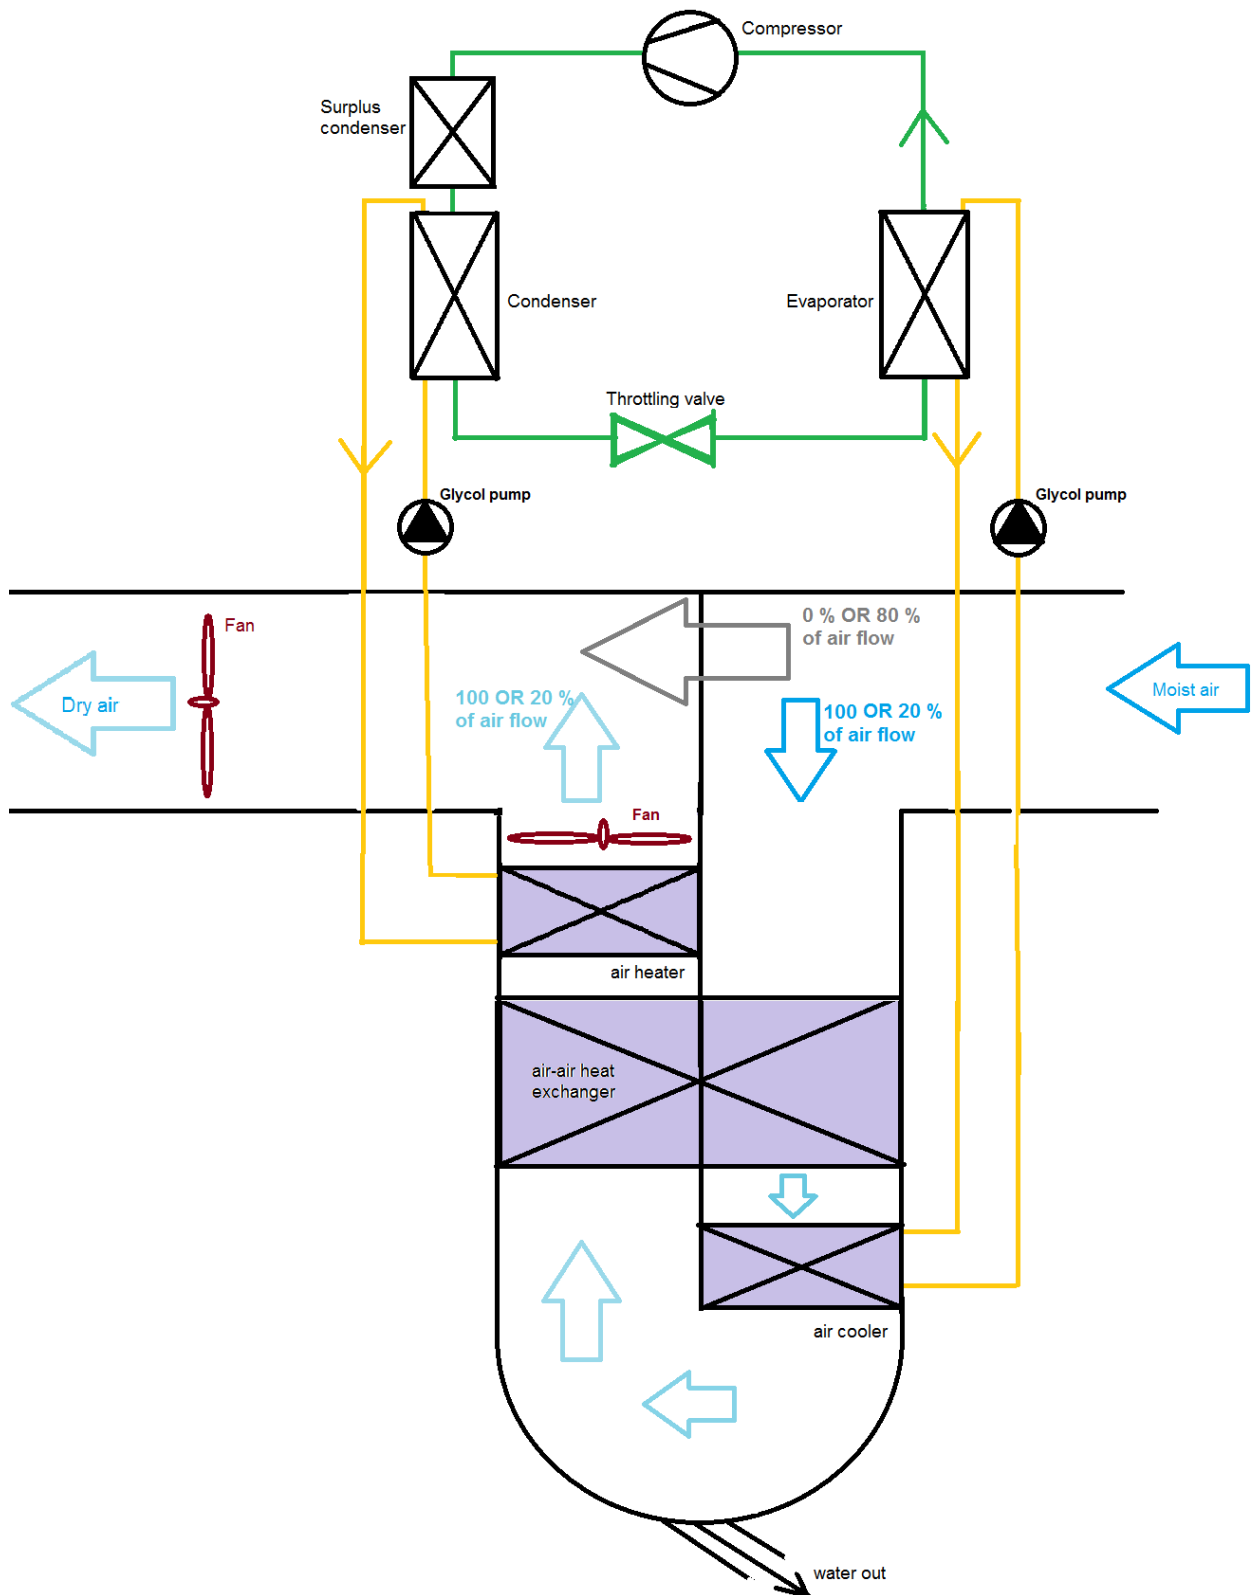 Compressor
Surplus
condenser
Condenser
Evaporator
Throttling valve
Glycol pump
Glycol pump
Fan
0 % OR 80 %
of air flow
Dry air
100 OR 20 %
of air flow
100 OR 20 %
of air flow
Moist air
Fan
air heater
air-air heat
exchanger
air cooler
water out